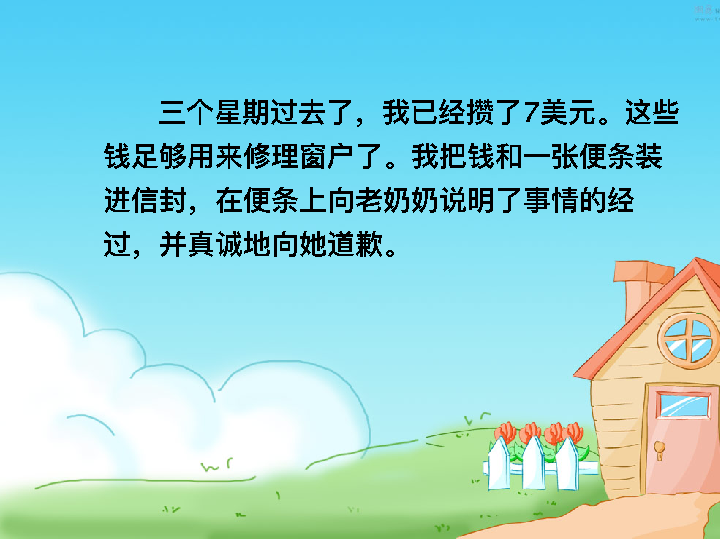 三个星期过去了，我已经攒了7美元。这些
钱足够用来修理窗户了。我把钱和一张便条装
进信封，在便条上向老奶奶说明了事情的经
过，并真诚地向她道歉。